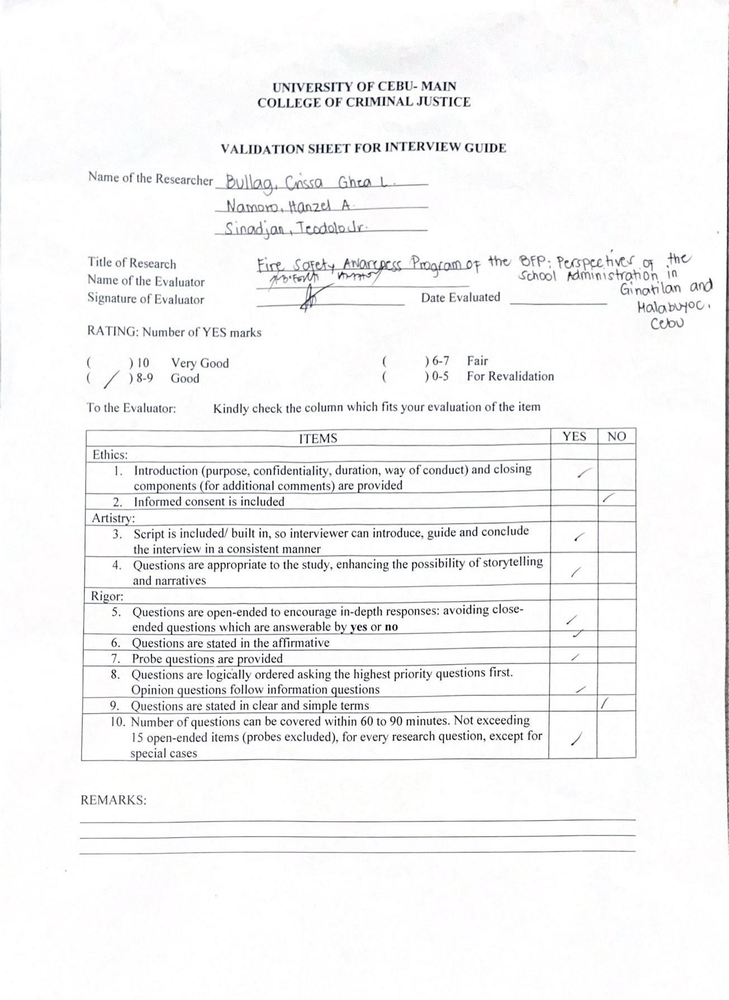 UNIVERSITY OF CEBU- MAIN
COLLEGE OF CRIMINAL JUSTICE
VALIDATION SHEET FOR INTERVIEW GUIDE
Name of the Researcher Bullag, Crissa Ghea L.
Namoro, Hanzel A.
Sinadjan, Teodolo Jr.
Title of Research Fire Safety Awareness Program of the BFP: Perspectives of the
School Administration in
Ginatilan and
Malabuyoc,
Cebu
Name of the Evaluator
Signature of Evaluator Date Evaluated
RATING: Number of YES marks
( ) 10 Very Good ( ) 6-7 Fair
( / ) 8-9 Good ( ) 0-5 For Revalidation
To the Evaluator: Kindly check the column which fits your evaluation of the item
ITEMS YES NO
Ethics:
1. Introduction (purpose, confidentiality, duration, way of conduct) and closing
components (for additional comments) are provided /
2. Informed consent is included /
Artistry:
3. Script is included/ built in, so interviewer can introduce, guide and conclude
the interview in a consistent manner /
4. Questions are appropriate to the study, enhancing the possibility of storytelling
and narratives /
Rigor:
5. Questions are open-ended to encourage in-depth responses: avoiding close-
ended questions which are answerable by yes or no /
6. Questions are stated in the affirmative /
7. Probe questions are provided /
8. Questions are logically ordered asking the highest priority questions first.
Opinion questions follow information questions /
9. Questions are stated in clear and simple terms /
10. Number of questions can be covered within 60 to 90 minutes. Not exceeding
15 open-ended items (probes excluded), for every research question, except for /
special cases
REMARKS: